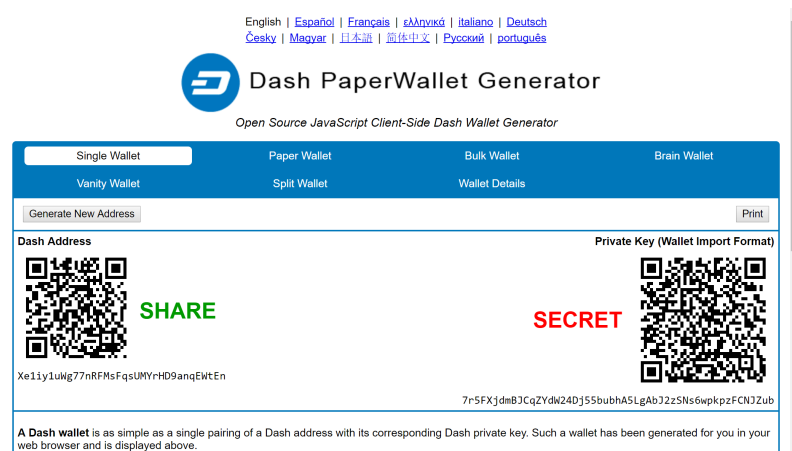 English | Español | Français | ελληνικά | italiano | Deutsch
Česky | Magyar | 日本語 | 简体中文 | Русский | português
Dash PaperWallet Generator
Open Source JavaScript Client-Side Dash Wallet Generator
Single Wallet Paper Wallet Bulk Wallet Brain Wallet
Vanity Wallet Split Wallet Wallet Details
Generate New Address Print
Dash Address Private Key (Wallet Import Format)
SHARE
SECRET
Xe1iy1uWg77nRFMsFqsUMYrHD9anqEWtEn
7r5FXjdmBJCqZYdW24Dj55bubhA5LgAbJ2zSNs6wpkpzFCNJZub
A Dash wallet is as simple as a single pairing of a Dash address with its corresponding Dash private key. Such a wallet has been generated for you in your
web browser and is displayed above.